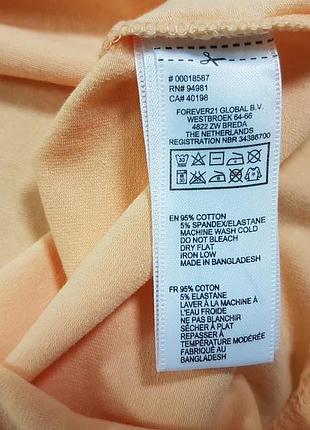 # 00018587
RN# 94981
CA# 40198
FOREVER21 GLOBAL B.V.
WESTBROEK 64-66
4822 ZW BREDA
THE NETHERLANDS
REGISTRATION NBR 34388700
EN 95% COTTON
5% SPANDEX/ELASTANE
MACHINE WASH COLD
DO NOT BLEACH
DRY FLAT
IRON LOW
MADE IN BANGLADESH
FR 95% COTON
5% ELASTANE
LAVER À LA MACHINE À
L'EAU FROIDE
NE PAS BLANCHIR
SÉCHER À PLAT
REPASSER À
TEMPÉRATURE MODÉRÉE
FABRIQUÉ AU
BANGLADESH